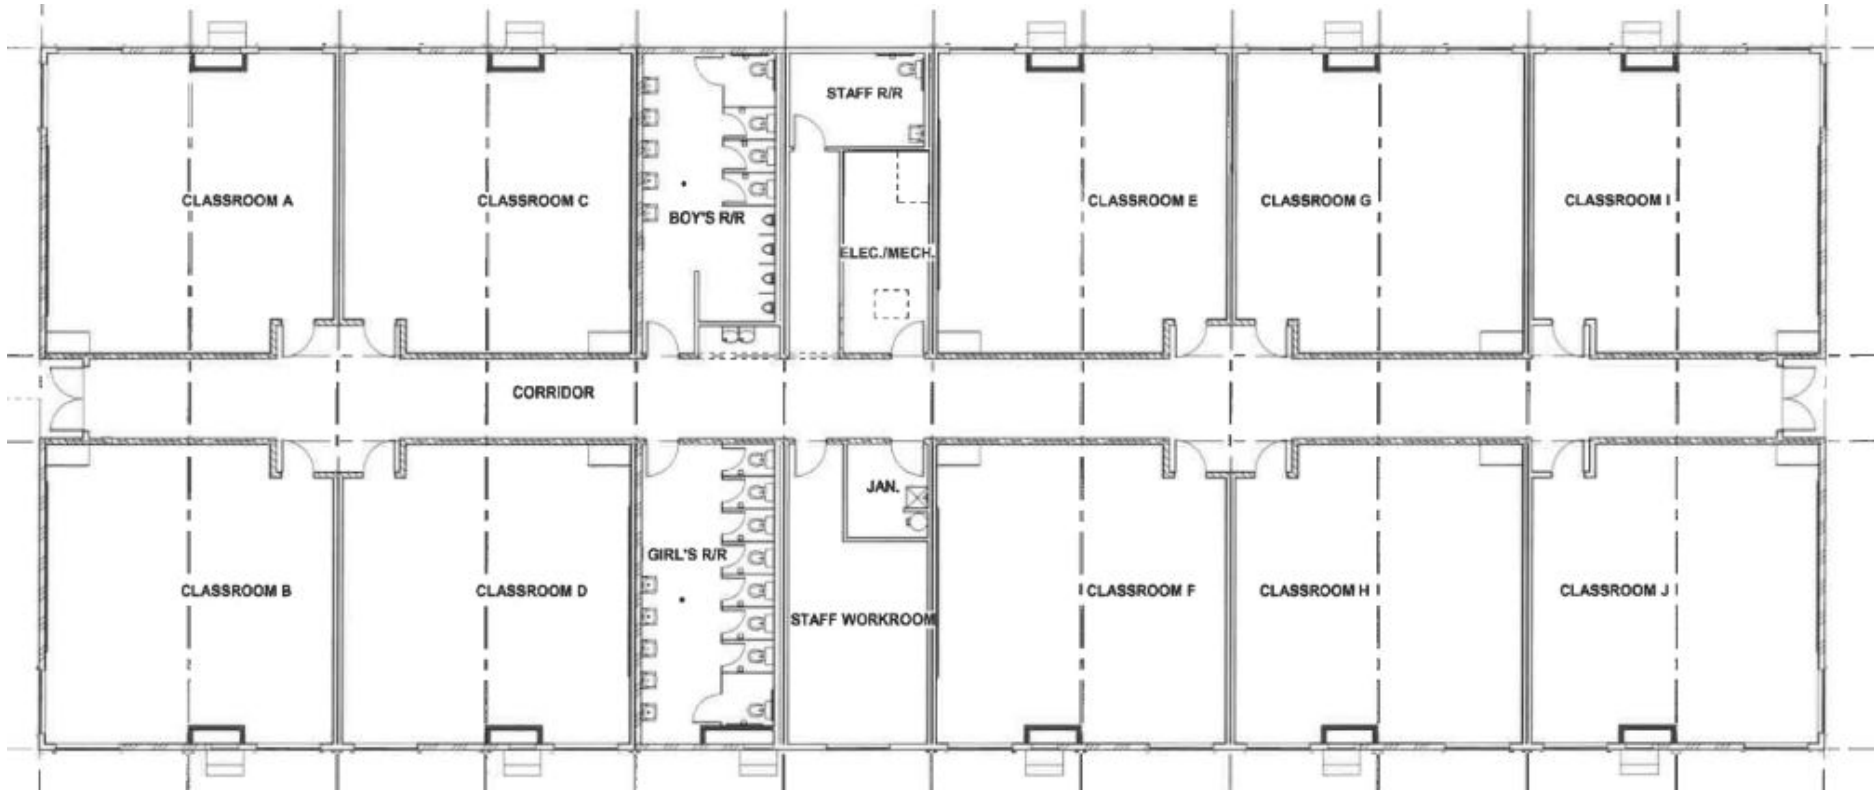 STAFF R/R
CLASSROOM A
CLASSROOM C
BOY'S R/R
ELEC./MECH.
CLASSROOM E
CLASSROOM G
CLASSROOM I
CORRIDOR
JAN.
GIRL'S R/R
CLASSROOM B
CLASSROOM D
STAFF WORKROOM
CLASSROOM F
CLASSROOM H
CLASSROOM J